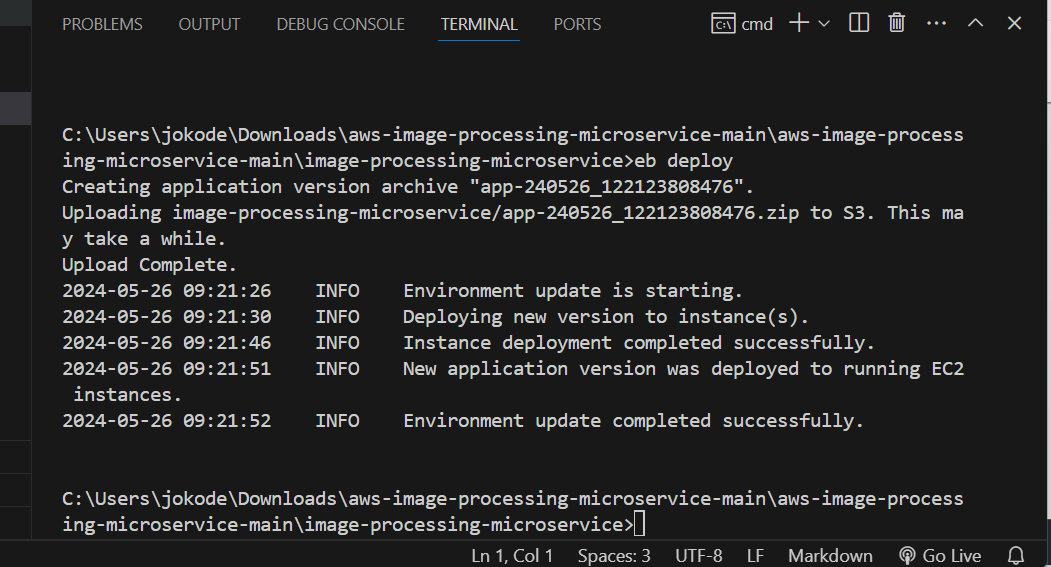 PROBLEMS OUTPUT DEBUG CONSOLE TERMINAL PORTS cmd
C:\Users\jokode\Downloads\aws-image-processing-microservice-main\aws-image-process
ing-microservice-main\image-processing-microservice>eb deploy
Creating application version archive "app-240526_122123808476".
Uploading image-processing-microservice/app-240526_122123808476.zip to S3. This ma
y take a while.
Upload Complete.
2024-05-26 09:21:26    INFO    Environment update is starting.
2024-05-26 09:21:30    INFO    Deploying new version to instance(s).
2024-05-26 09:21:46    INFO    Instance deployment completed successfully.
2024-05-26 09:21:51    INFO    New application version was deployed to running EC2
 instances.
2024-05-26 09:21:52    INFO    Environment update completed successfully.
C:\Users\jokode\Downloads\aws-image-processing-microservice-main\aws-image-process
ing-microservice-main\image-processing-microservice>
Ln 1, Col 1 Spaces: 3 UTF-8 LF Markdown Go Live